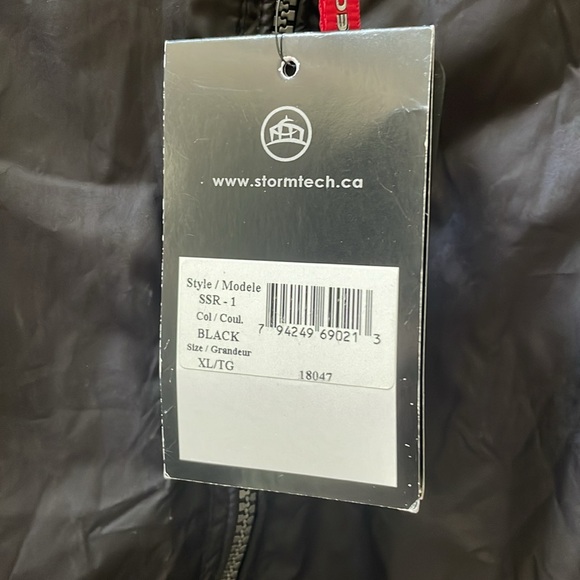 www.stormtech.ca
Style / Modele
SSR - 1
Col / Coul.
BLACK
Size / Grandeur
XL/TG
7 94249 69021 3
18047